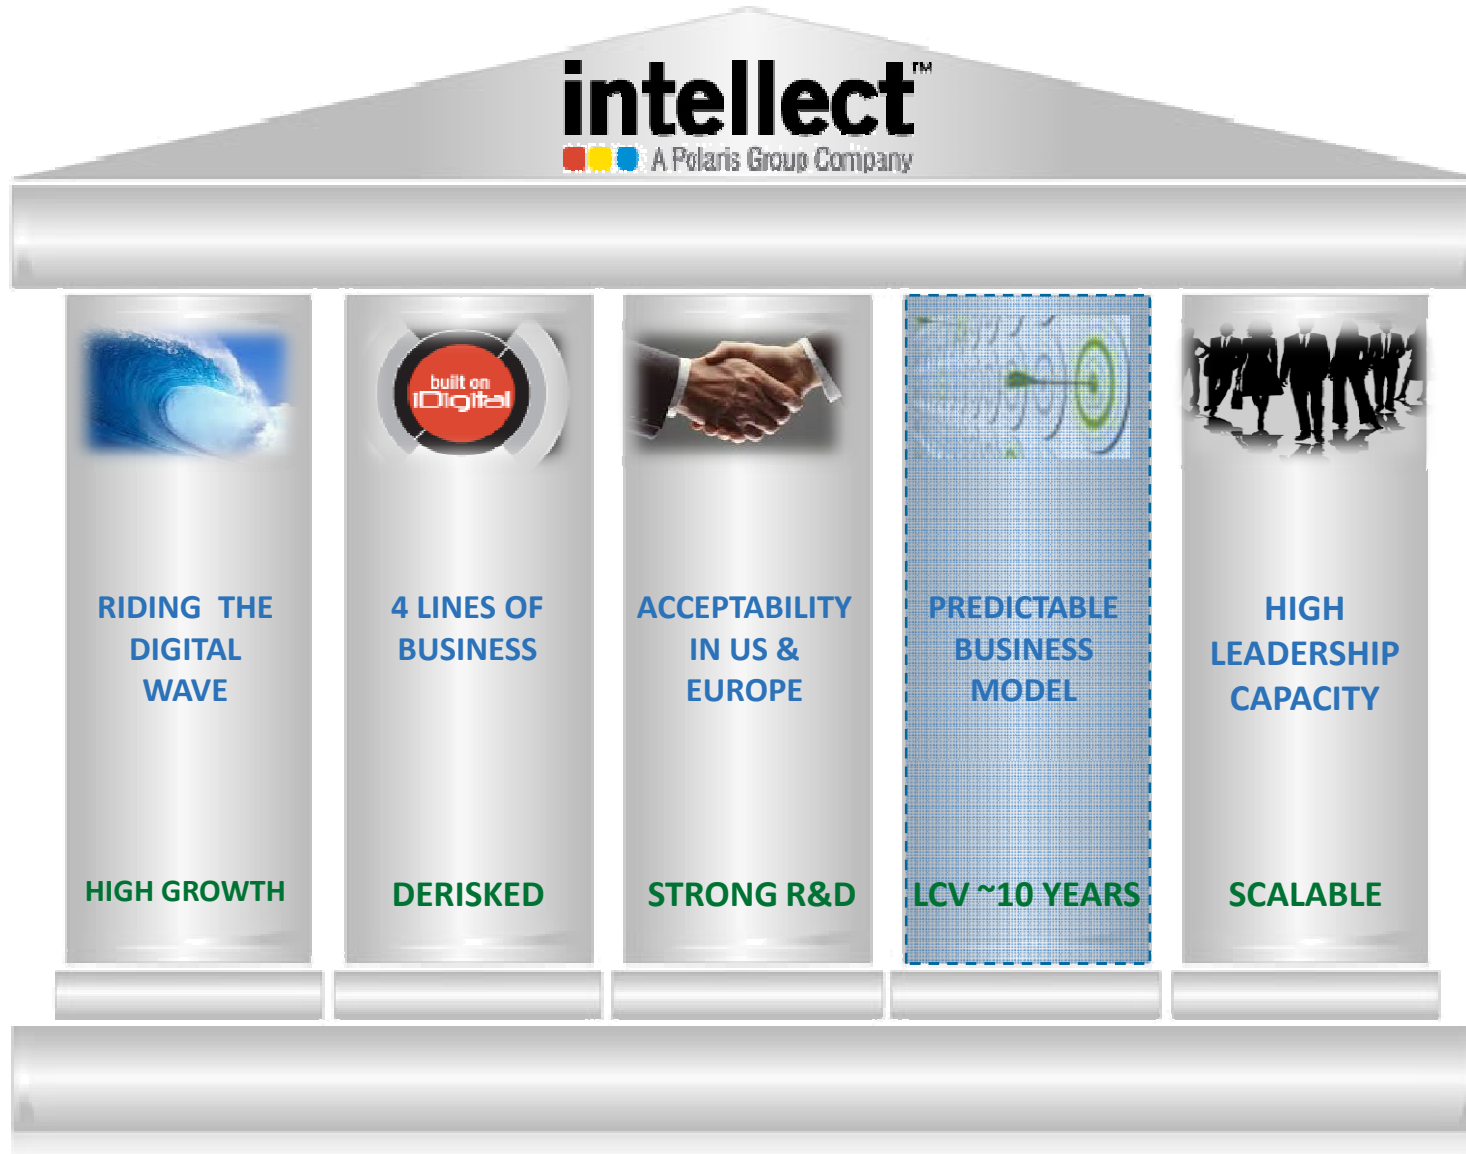 intellect™
A Polaris Group Company
built on
iDigital
RIDING THE
DIGITAL
WAVE
HIGH GROWTH
4 LINES OF
BUSINESS
DERISKED
ACCEPTABILITY
IN US &
EUROPE
STRONG R&D
PREDICTABLE
BUSINESS
MODEL
LCV ~10 YEARS
HIGH
LEADERSHIP
CAPACITY
SCALABLE